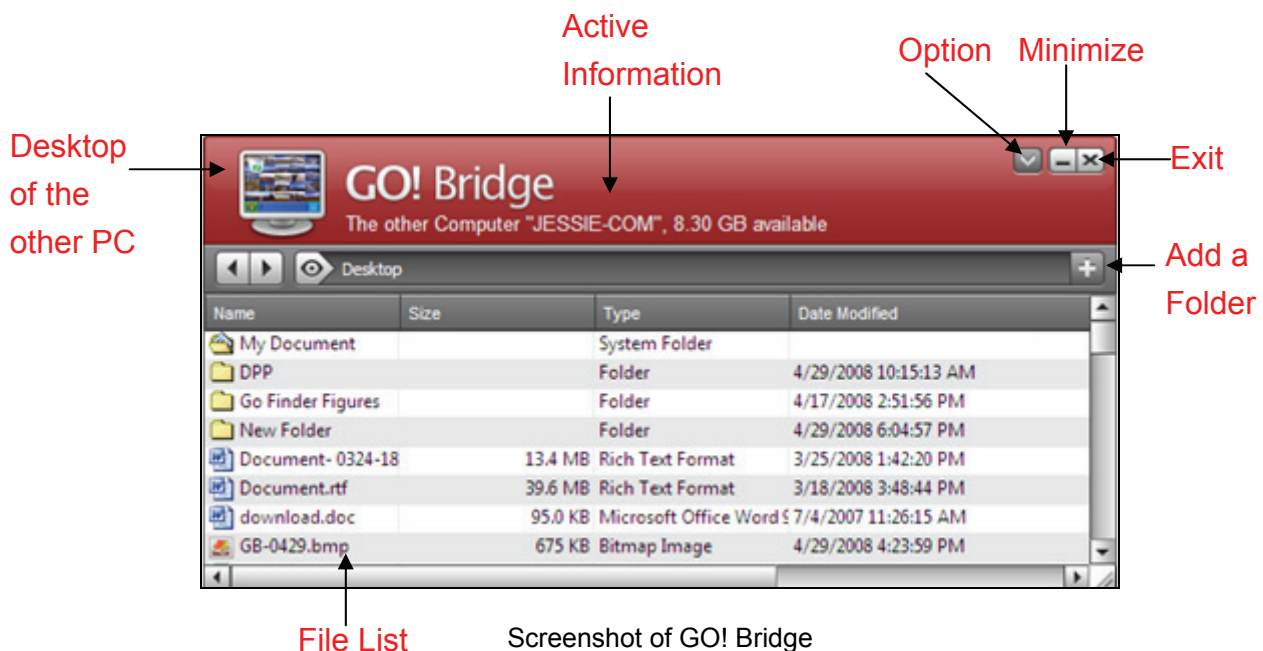 Active
Information
Option
Minimize
Desktop
of the
other PC
Exit
GO! Bridge
The other Computer "JESSIE-COM", 8.30 GB available
Desktop
Add a
Folder
Name Size Type Date Modified
My Document System Folder
DPP Folder 4/29/2008 10:15:13 AM
Go Finder Figures Folder 4/17/2008 2:51:56 PM
New Folder Folder 4/29/2008 6:04:57 PM
Document- 0324-18 13.4 MB Rich Text Format 3/25/2008 1:42:20 PM
Document.rtf 39.6 MB Rich Text Format 3/18/2008 3:48:44 PM
download.doc 95.0 KB Microsoft Office Word 9 7/4/2007 11:26:15 AM
GB-0429.bmp 675 KB Bitmap Image 4/29/2008 4:23:59 PM
File List
Screenshot of GO! Bridge